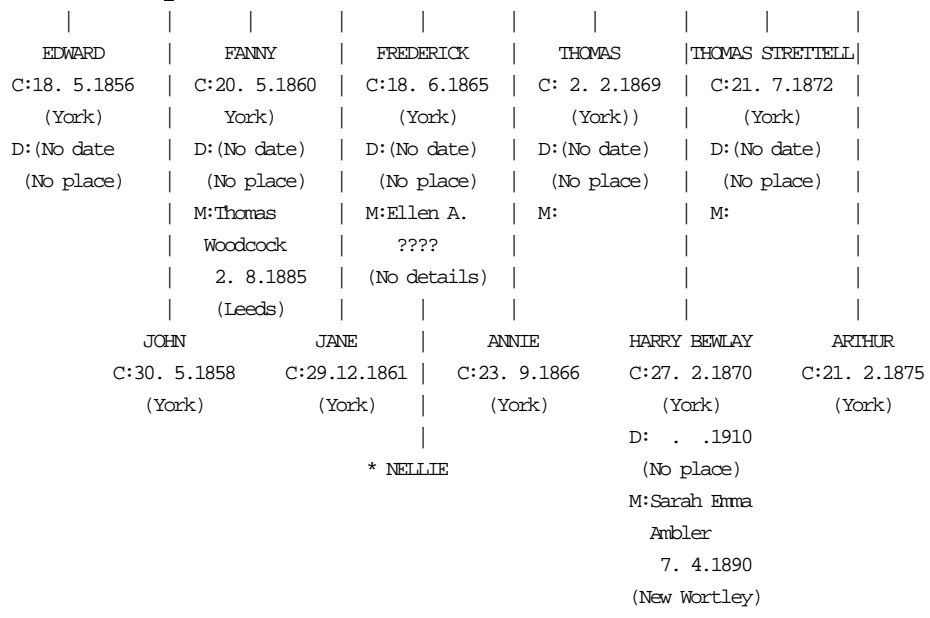 EDWARD | FANNY | FREDERICK | THOMAS |THOMAS STRETTELL|
C:18. 5.1856 | C:20. 5.1860 | C:18. 6.1865 | C: 2. 2.1869 | C:21. 7.1872 |
(York) | York) | (York) | (York)) | (York) |
D:(No date | D:(No date) | D:(No date) | D:(No date) | D:(No date) |
(No place) | (No place) | (No place) | (No place) | (No place) |
| M:Thomas | M:Ellen A. | M: | M: |
| Woodcock | ???? | | |
| 2. 8.1885 | (No details) | | |
| (Leeds) | | | | |
JOHN JANE | ANNIE HARRY BEWLAY ARTHUR
C:30. 5.1858 C:29.12.1861 | C:23. 9.1866 C:27. 2.1870 C:21. 2.1875
(York) (York) | (York) (York) (York)
| D: . .1910
* NELLIE (No place)
M:Sarah Emma
Ambler
7. 4.1890
(New Wortley)